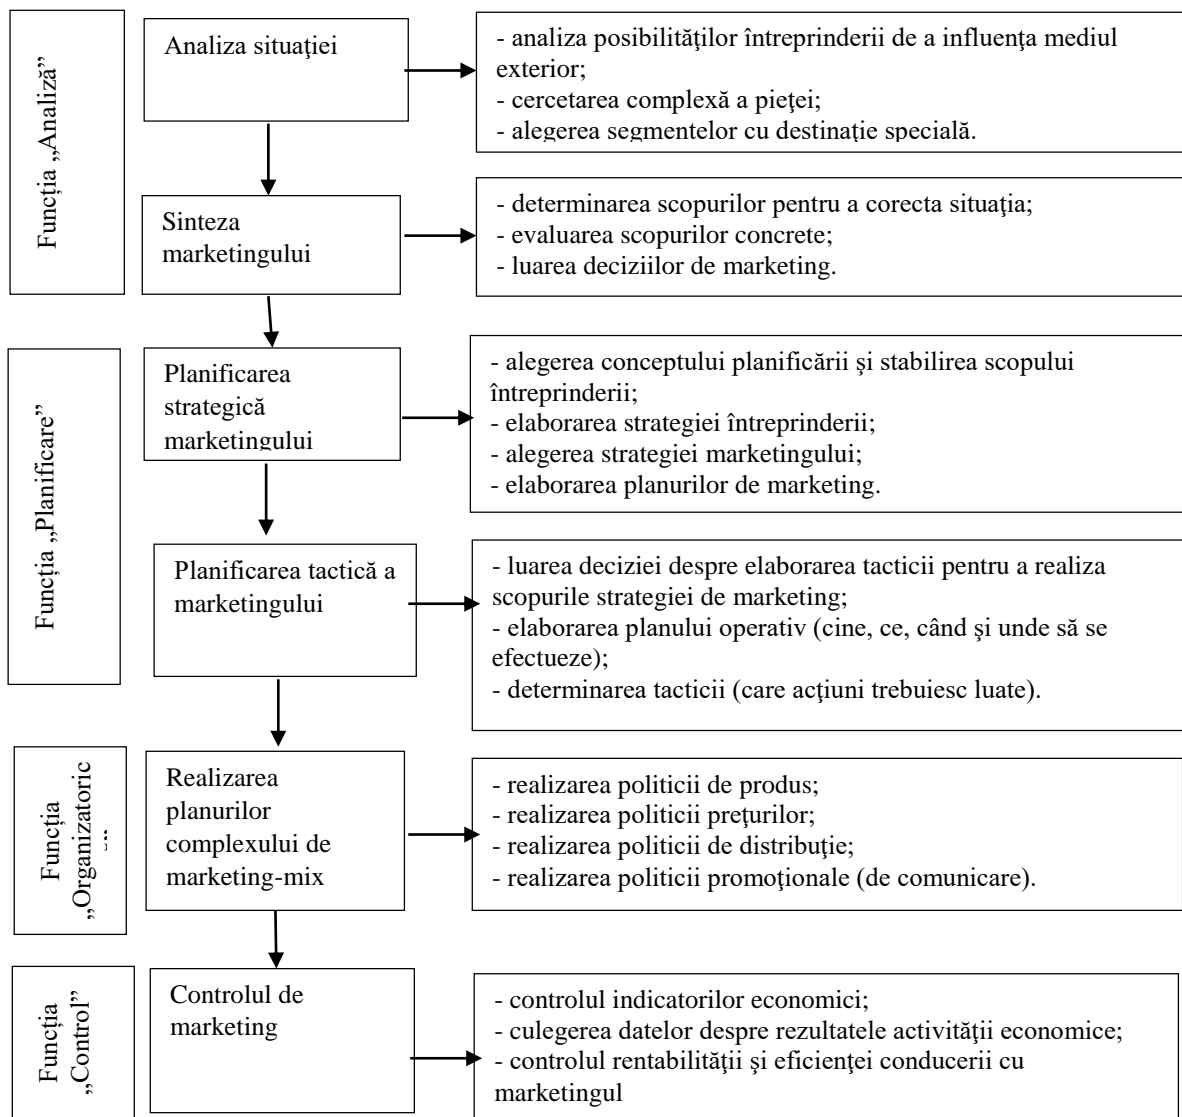 Funcția „Analiză”
Analiza situației
- analiza posibilităţilor întreprinderii de a influenţa mediul
exterior;
- cercetarea complexă a pieţei;
- alegerea segmentelor cu destinaţie specială.
Sinteza
marketingului
- determinarea scopurilor pentru a corecta situaţia;
- evaluarea scopurilor concrete;
- luarea deciziilor de marketing.
Funcția „Planificare”
Planificarea
strategică
marketingului
- alegerea conceptului planificării şi stabilirea scopului
întreprinderii;
- elaborarea strategiei întreprinderii;
- alegerea strategiei marketingului;
- elaborarea planurilor de marketing.
Planificarea tactică a
marketingului
- luarea deciziei despre elaborarea tacticii pentru a realiza
scopurile strategiei de marketing;
- elaborarea planului operativ (cine, ce, când şi unde să se
efectueze);
- determinarea tacticii (care acţiuni trebuiesc luate).
Funcția
„Organizatoric
Realizarea
planurilor
complexului de
marketing-mix
- realizarea politicii de produs;
- realizarea politicii preţurilor;
- realizarea politicii de distribuţie;
- realizarea politicii promoţionale (de comunicare).
Funcția
„Control”
Controlul de
marketing
- controlul indicatorilor economici;
- culegerea datelor despre rezultatele activităţii economice;
- controlul rentabilităţii şi eficienţei conducerii cu
marketingul